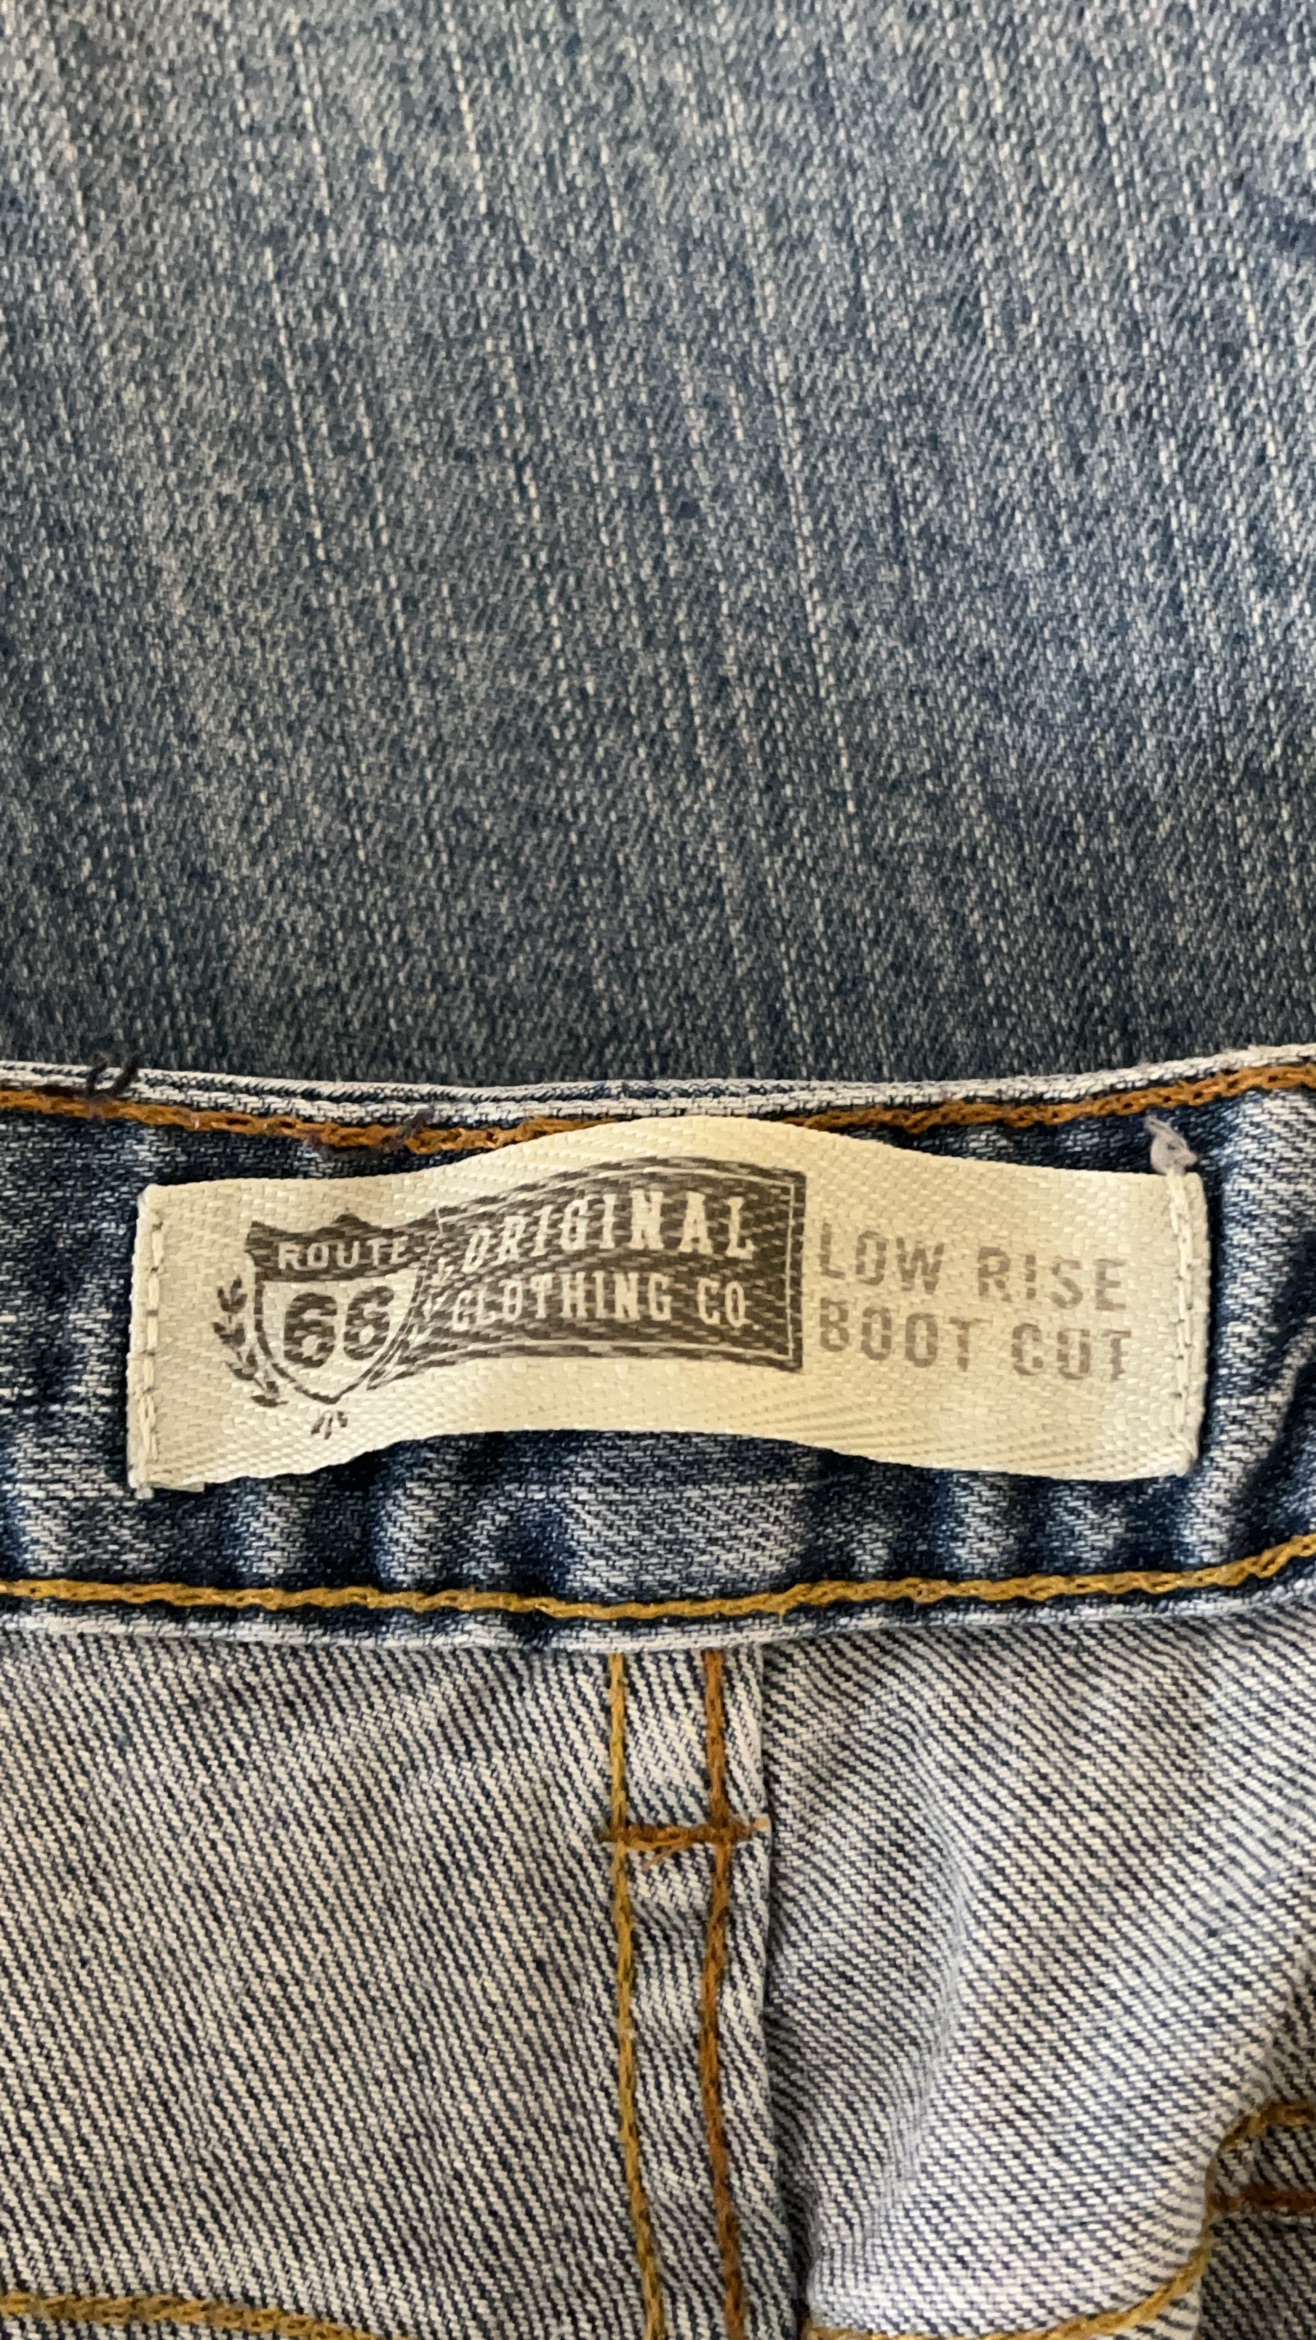 ROUTE
66
ORIGINAL
CLOTHING CO.
LOW RISE
BOOT CUT